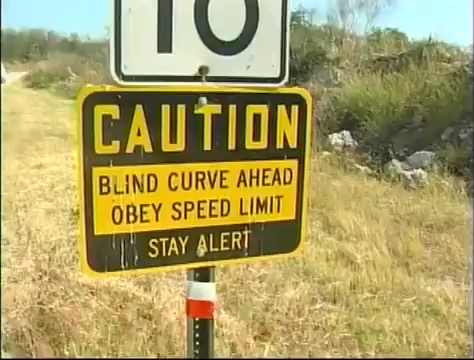 10
CAUTION
BLIND CURVE AHEAD
OBEY SPEED LIMIT
STAY ALERT